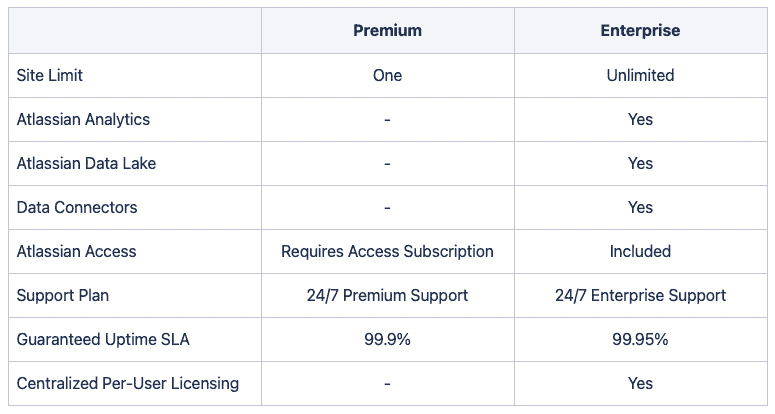 Premium Enterprise
Site Limit One Unlimited
Atlassian Analytics - Yes
Atlassian Data Lake - Yes
Data Connectors - Yes
Atlassian Access Requires Access Subscription Included
Support Plan 24/7 Premium Support 24/7 Enterprise Support
Guaranteed Uptime SLA 99.9% 99.95%
Centralized Per-User Licensing - Yes